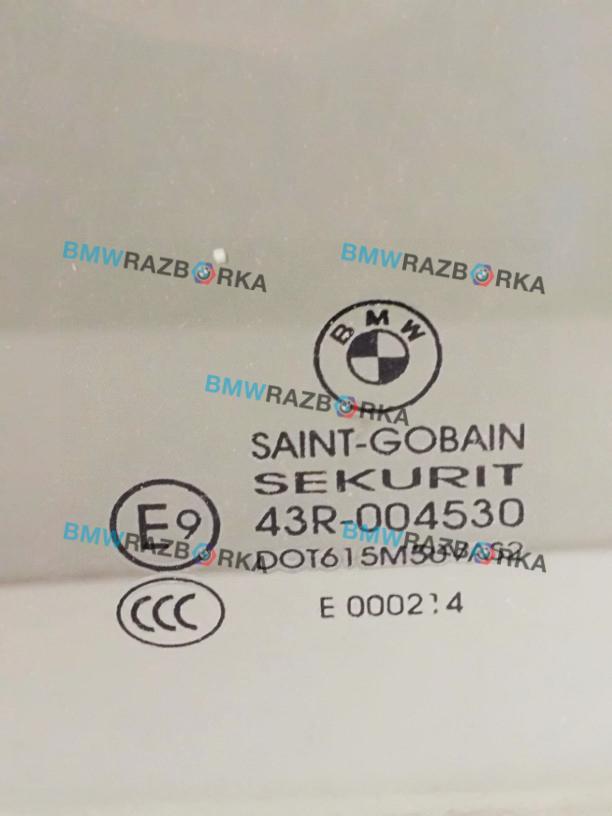 BMWRAZBORKA
BMWRAZBORKA
BMW
BMWRAZBORKA
SAINT-GOBAIN
SEKURIT
E9
43R-004530
BMWRAZBORKA
BMWRAZBORKA
CCC
E